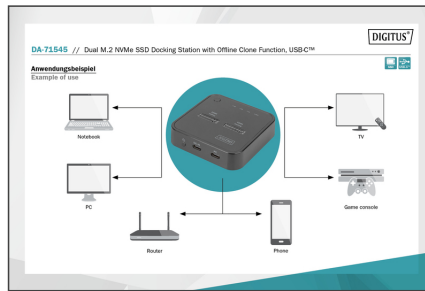 DIGITUS®
DA-71545 // Dual M.2 NVMe SSD Docking Station with Offline Clone Function, USB-C™
Anwendungsbeispiel
Example of use
Notebook
TV
PC
Game console
Router
Phone